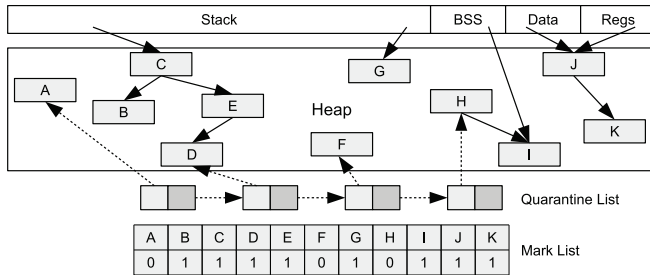 Stack BSS Data Regs
C G J
A B E H
Heap
F K
D I
Quarantine List
A B C D E F G H I J K
0 1 1 1 1 0 1 0 1 1 1
Mark List